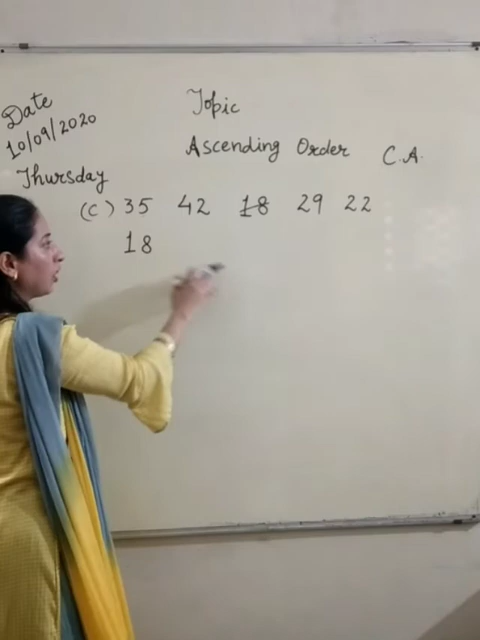 Date
10/09/2020
Thursday
Topic
Ascending Order C.A.
(C) 35 42 18 29 22
18